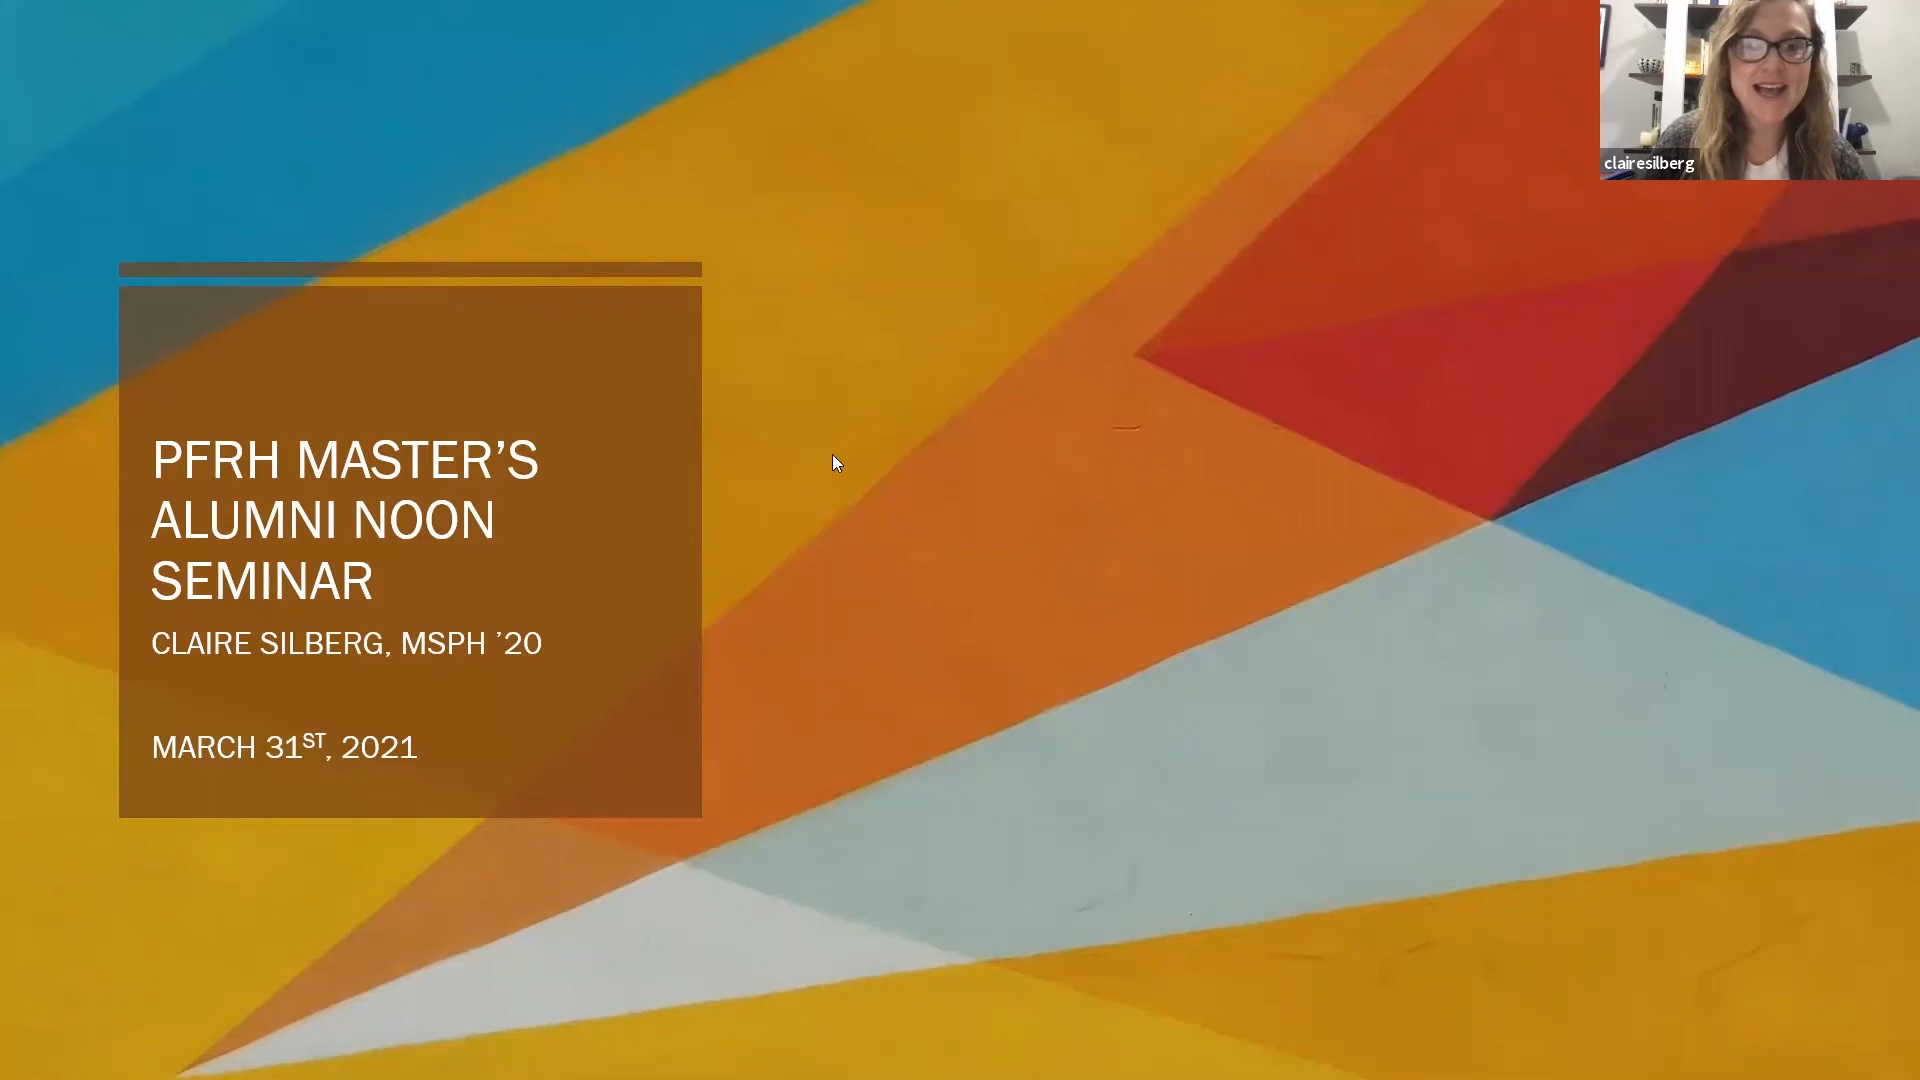 clairesilberg
PFRH MASTER’S
ALUMNI NOON
SEMINAR
CLAIRE SILBERG, MSPH ’20
MARCH 31ST, 2021